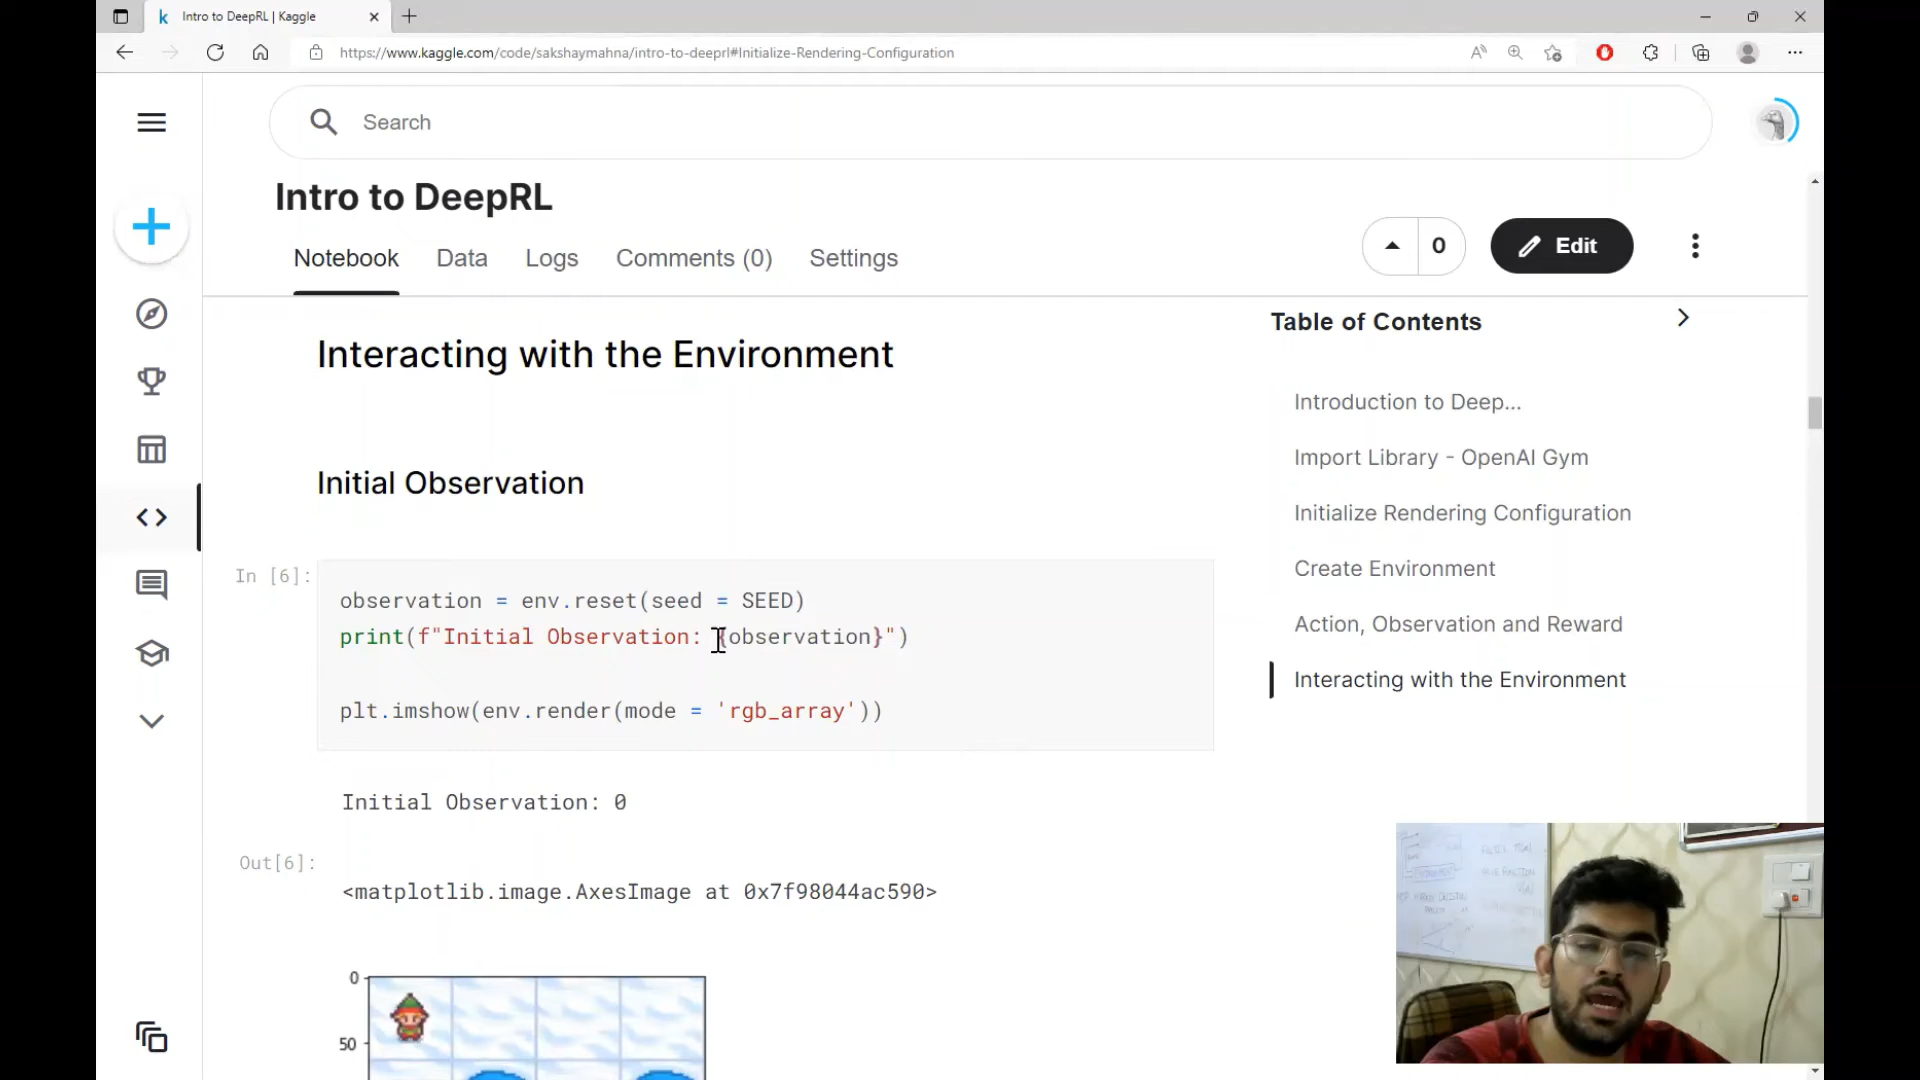 Intro to DeepRL | Kaggle
https://www.kaggle.com/code/sakshaymahna/intro-to-deeprl#Initialize-Rendering-Configuration
Search
Intro to DeepRL
Notebook
Data
Logs
Comments (0)
Settings
0
Edit
Interacting with the Environment
Initial Observation
In [6]:
observation = env.reset(seed = SEED)
print(f"Initial Observation: {observation}")
plt.imshow(env.render(mode = 'rgb_array'))
Initial Observation: 0
Out[6]:
<matplotlib.image.AxesImage at 0x7f98044ac590>
0
50
Table of Contents
Introduction to Deep...
Import Library - OpenAI Gym
Initialize Rendering Configuration
Create Environment
Action, Observation and Reward
Interacting with the Environment